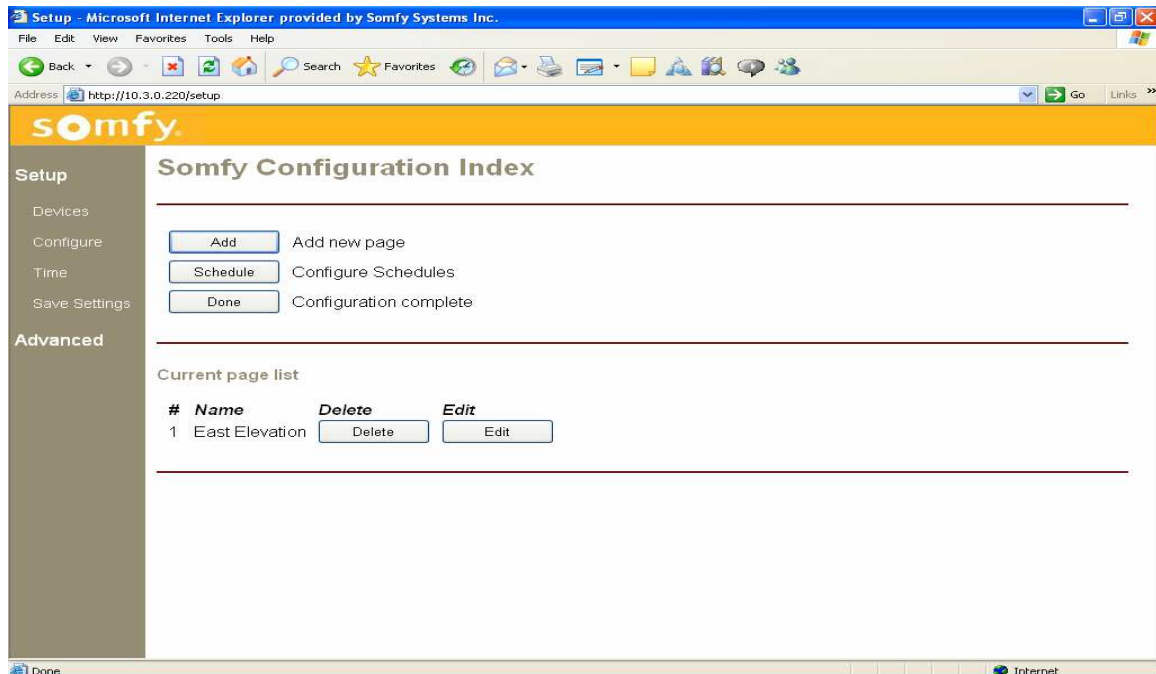 Setup - Microsoft Internet Explorer provided by Somfy Systems Inc.
File Edit View Favorites Tools Help
Back Search Favorites
Address http://10.3.0.220/setup Go Links »
somfy.
Setup
Devices
Configure
Time
Save Settings
Advanced
Somfy Configuration Index
Add Add new page
Schedule Configure Schedules
Done Configuration complete
Current page list
# Name Delete Edit
1 East Elevation Delete Edit
Done Internet